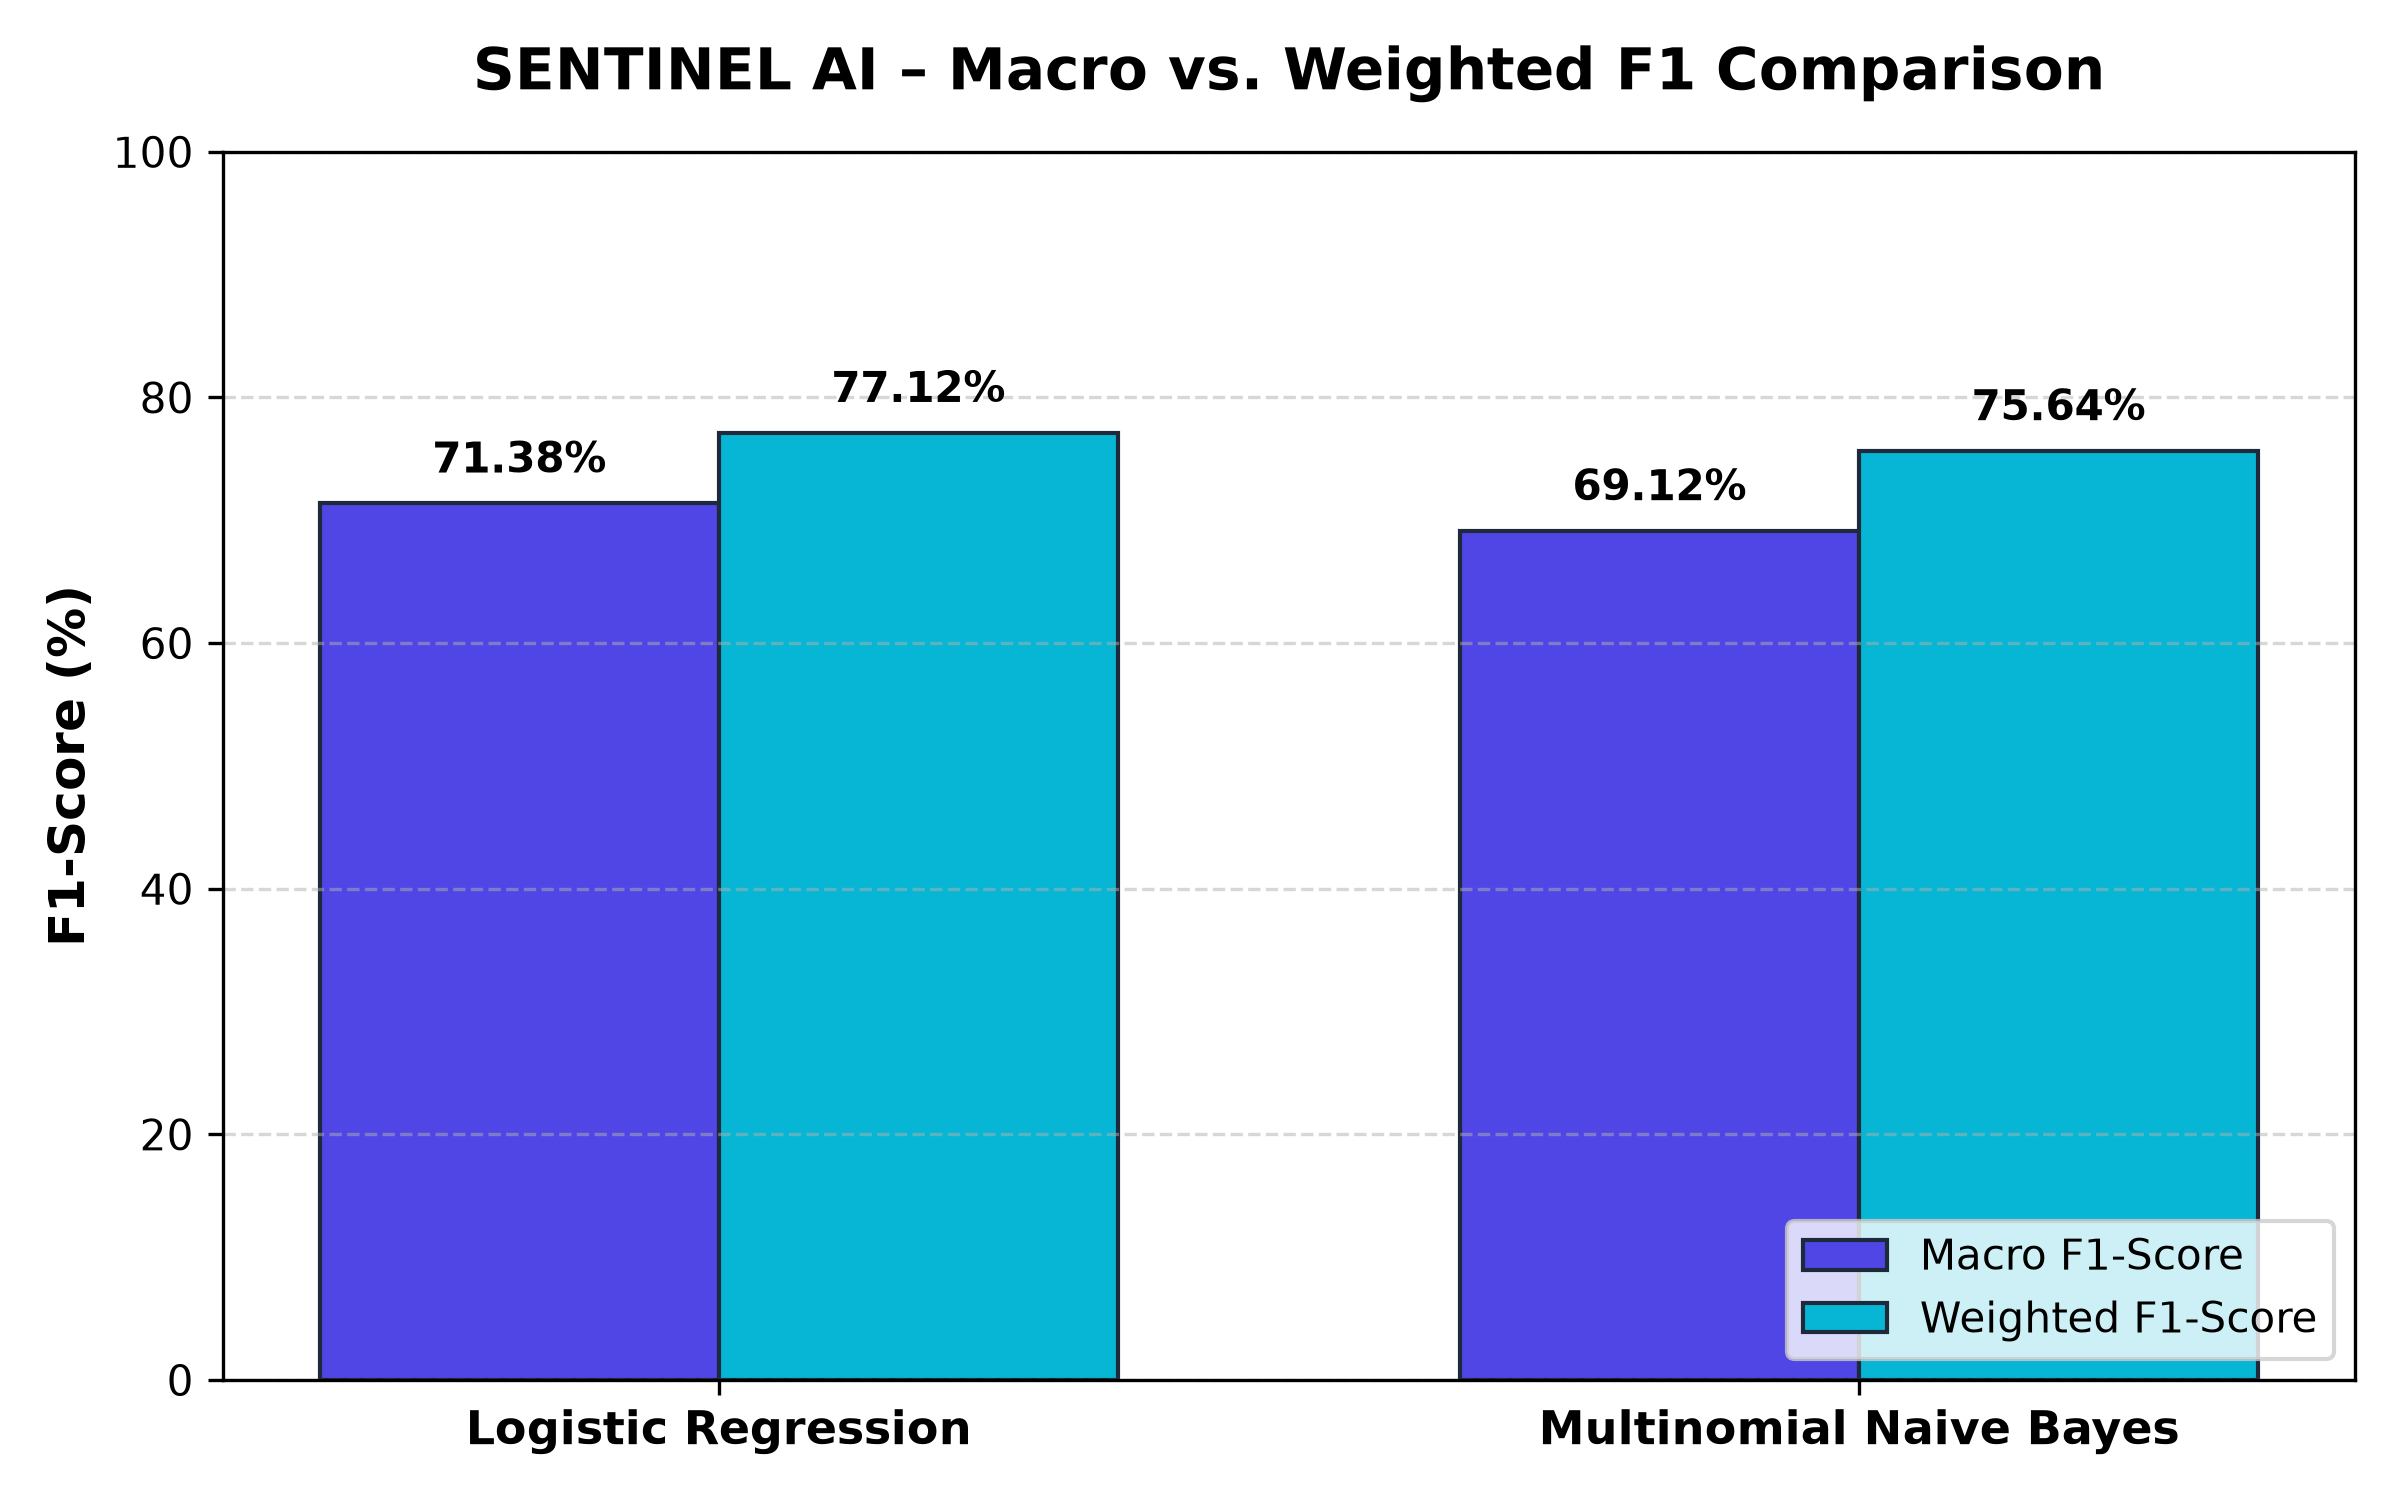 SENTINEL AI – Macro vs. Weighted F1 Comparison
F1-Score (%)
100
80
60
40
20
0
71.38%
77.12%
69.12%
75.64%
Macro F1-Score
Weighted F1-Score
Logistic Regression
Multinomial Naive Bayes